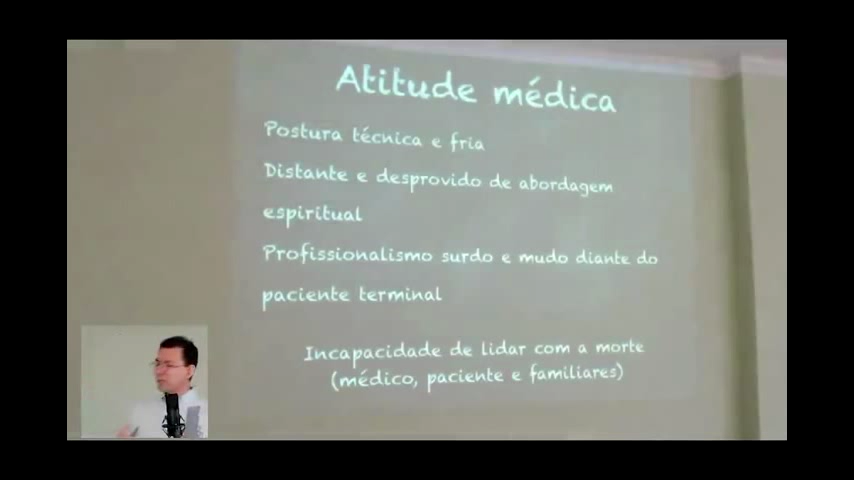 Atitude médica
Postura técnica e fria
Distante e desprovido de abordagem
espiritual
Profissionalismo surdo e mudo diante do
paciente terminal
Incapacidade de lidar com a morte
(médico, paciente e familiares)